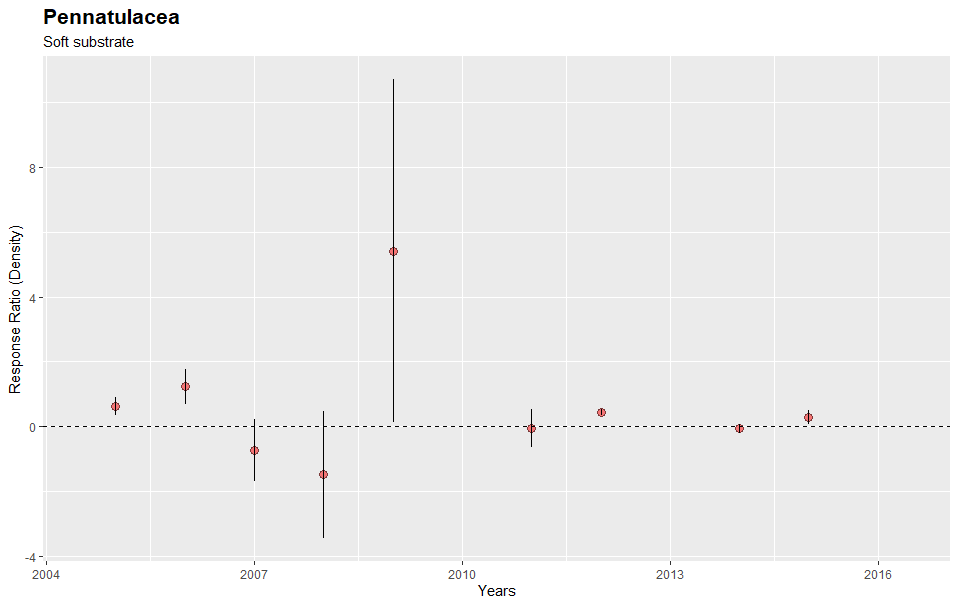 Pennatulacea
Soft substrate
Response Ratio (Density)
8
4
0
-4
2004 2007 2010 2013 2016
Years